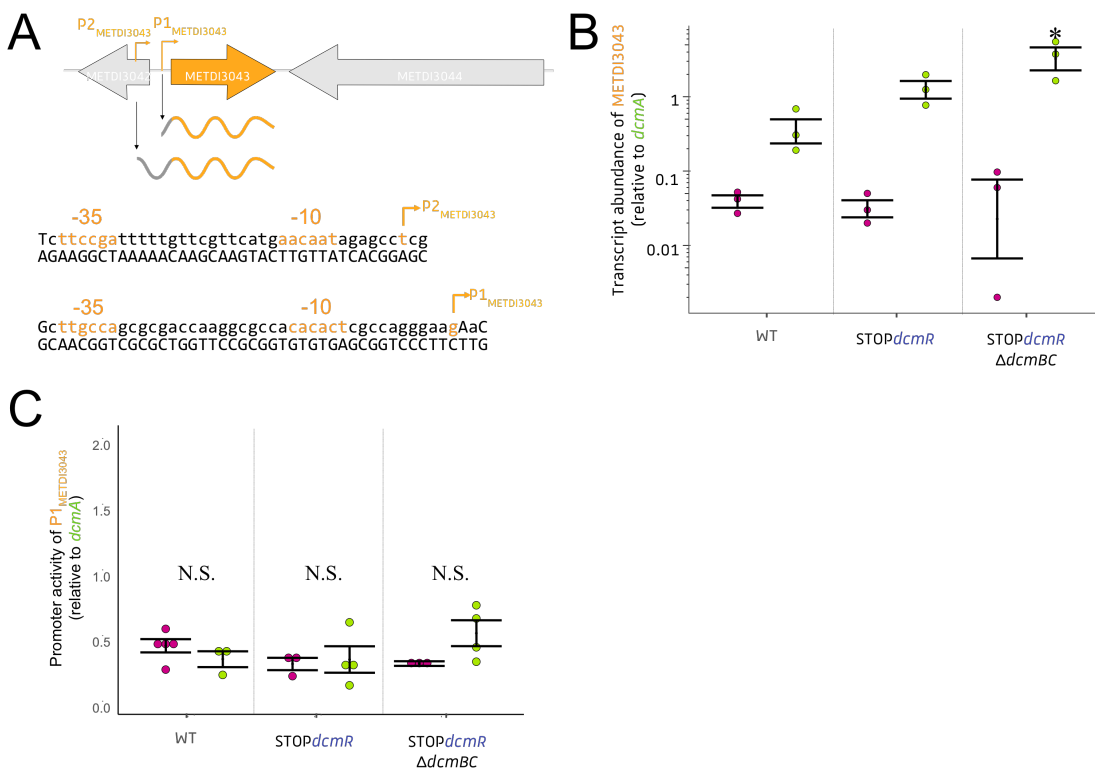 A
P2METDI3043
P1METDI3043
METDI3042
METDI3043
METDI3044
-35
-10
P2METDI3043
Tcttccgatttttgttcgttcatgaacaatagagcctcg
AGAAGGCTAAAAACAAGCAAGTACTTGTTATCACGGAGC
-35
-10
P1METDI3043
GcttgccagcgcgaccaaggcgccacacactcgccagggaagAaC
GCAACGGTCGCGCTGGTTCCGCGGTGTGTGAGCGGTCCCTTCTTG
B
Transcript abundance of METDI3043
(relative to dcmA)
1
0.1
0.01
*
WT
STOPdcmR
STOPdcmR
ΔdcmBC
C
Promoter activity of P1METDI3043
(relative to dcmA)
2.0
1.5
1.0
0.5
0.0
N.S.
N.S.
N.S.
WT
STOPdcmR
STOPdcmR
ΔdcmBC